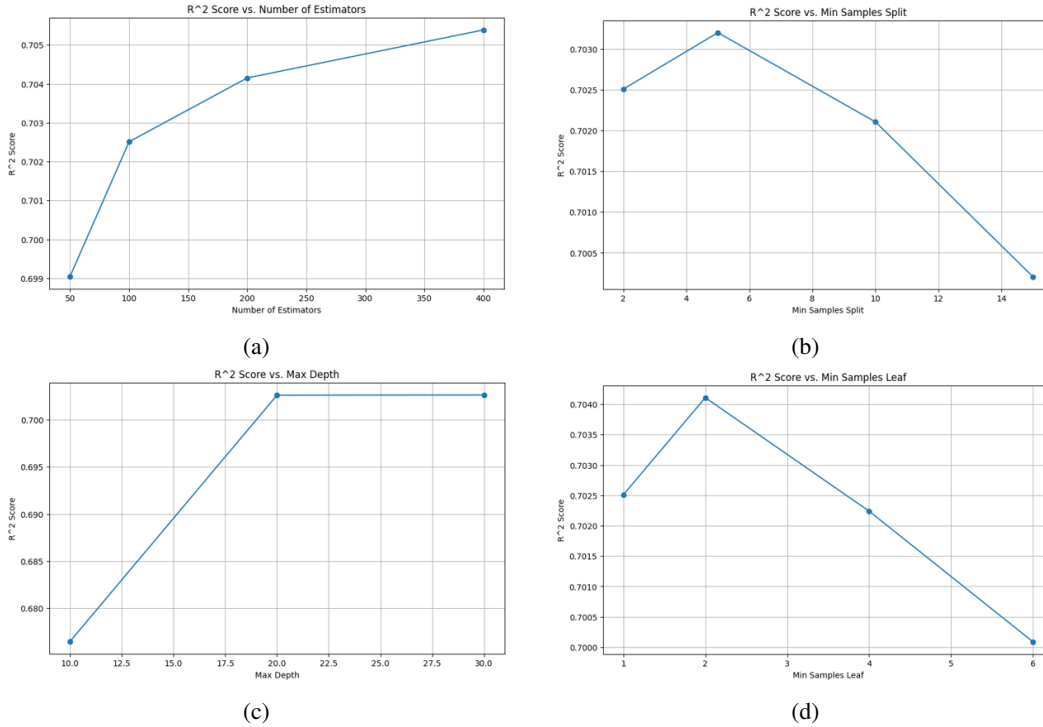 R^2 Score vs. Number of Estimators
R^2 Score
0.705
0.704
0.703
0.702
0.701
0.700
0.699
50 100 150 200 250 300 350 400
Number of Estimators
(a)
R^2 Score vs. Min Samples Split
R^2 Score
0.7030
0.7025
0.7020
0.7015
0.7010
0.7005
2 4 6 8 10 12 14
Min Samples Split
(b)
R^2 Score vs. Max Depth
R^2 Score
0.700
0.695
0.690
0.685
0.680
10.0 12.5 15.0 17.5 20.0 22.5 25.0 27.5 30.0
Max Depth
(c)
R^2 Score vs. Min Samples Leaf
R^2 Score
0.7040
0.7035
0.7030
0.7025
0.7020
0.7015
0.7010
0.7005
0.7000
1 2 3 4 5 6
Min Samples Leaf
(d)